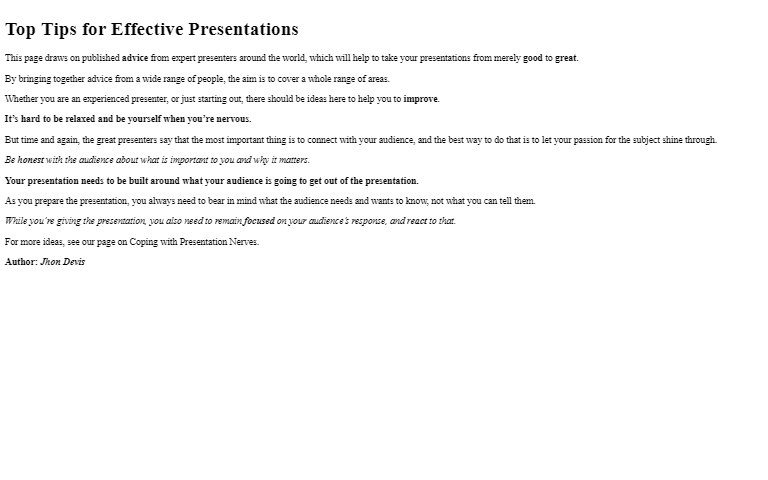 Top Tips for Effective Presentations
This page draws on published advice from expert presenters around the world, which will help to take your presentations from merely good to great.
By bringing together advice from a wide range of people, the aim is to cover a whole range of areas.
Whether you are an experienced presenter, or just starting out, there should be ideas here to help you to improve.
It's hard to be relaxed and be yourself when you're nervous.
But time and again, the great presenters say that the most important thing is to connect with your audience, and the best way to do that is to let your passion for the subject shine through.
Be honest with the audience about what is important to you and why it matters.
Your presentation needs to be built around what your audience is going to get out of the presentation.
As you prepare the presentation, you always need to bear in mind what the audience needs and wants to know, not what you can tell them.
While you're giving the presentation, you also need to remain focused on your audience's response, and react to that.
For more ideas, see our page on Coping with Presentation Nerves.
Author: Jhon Devis